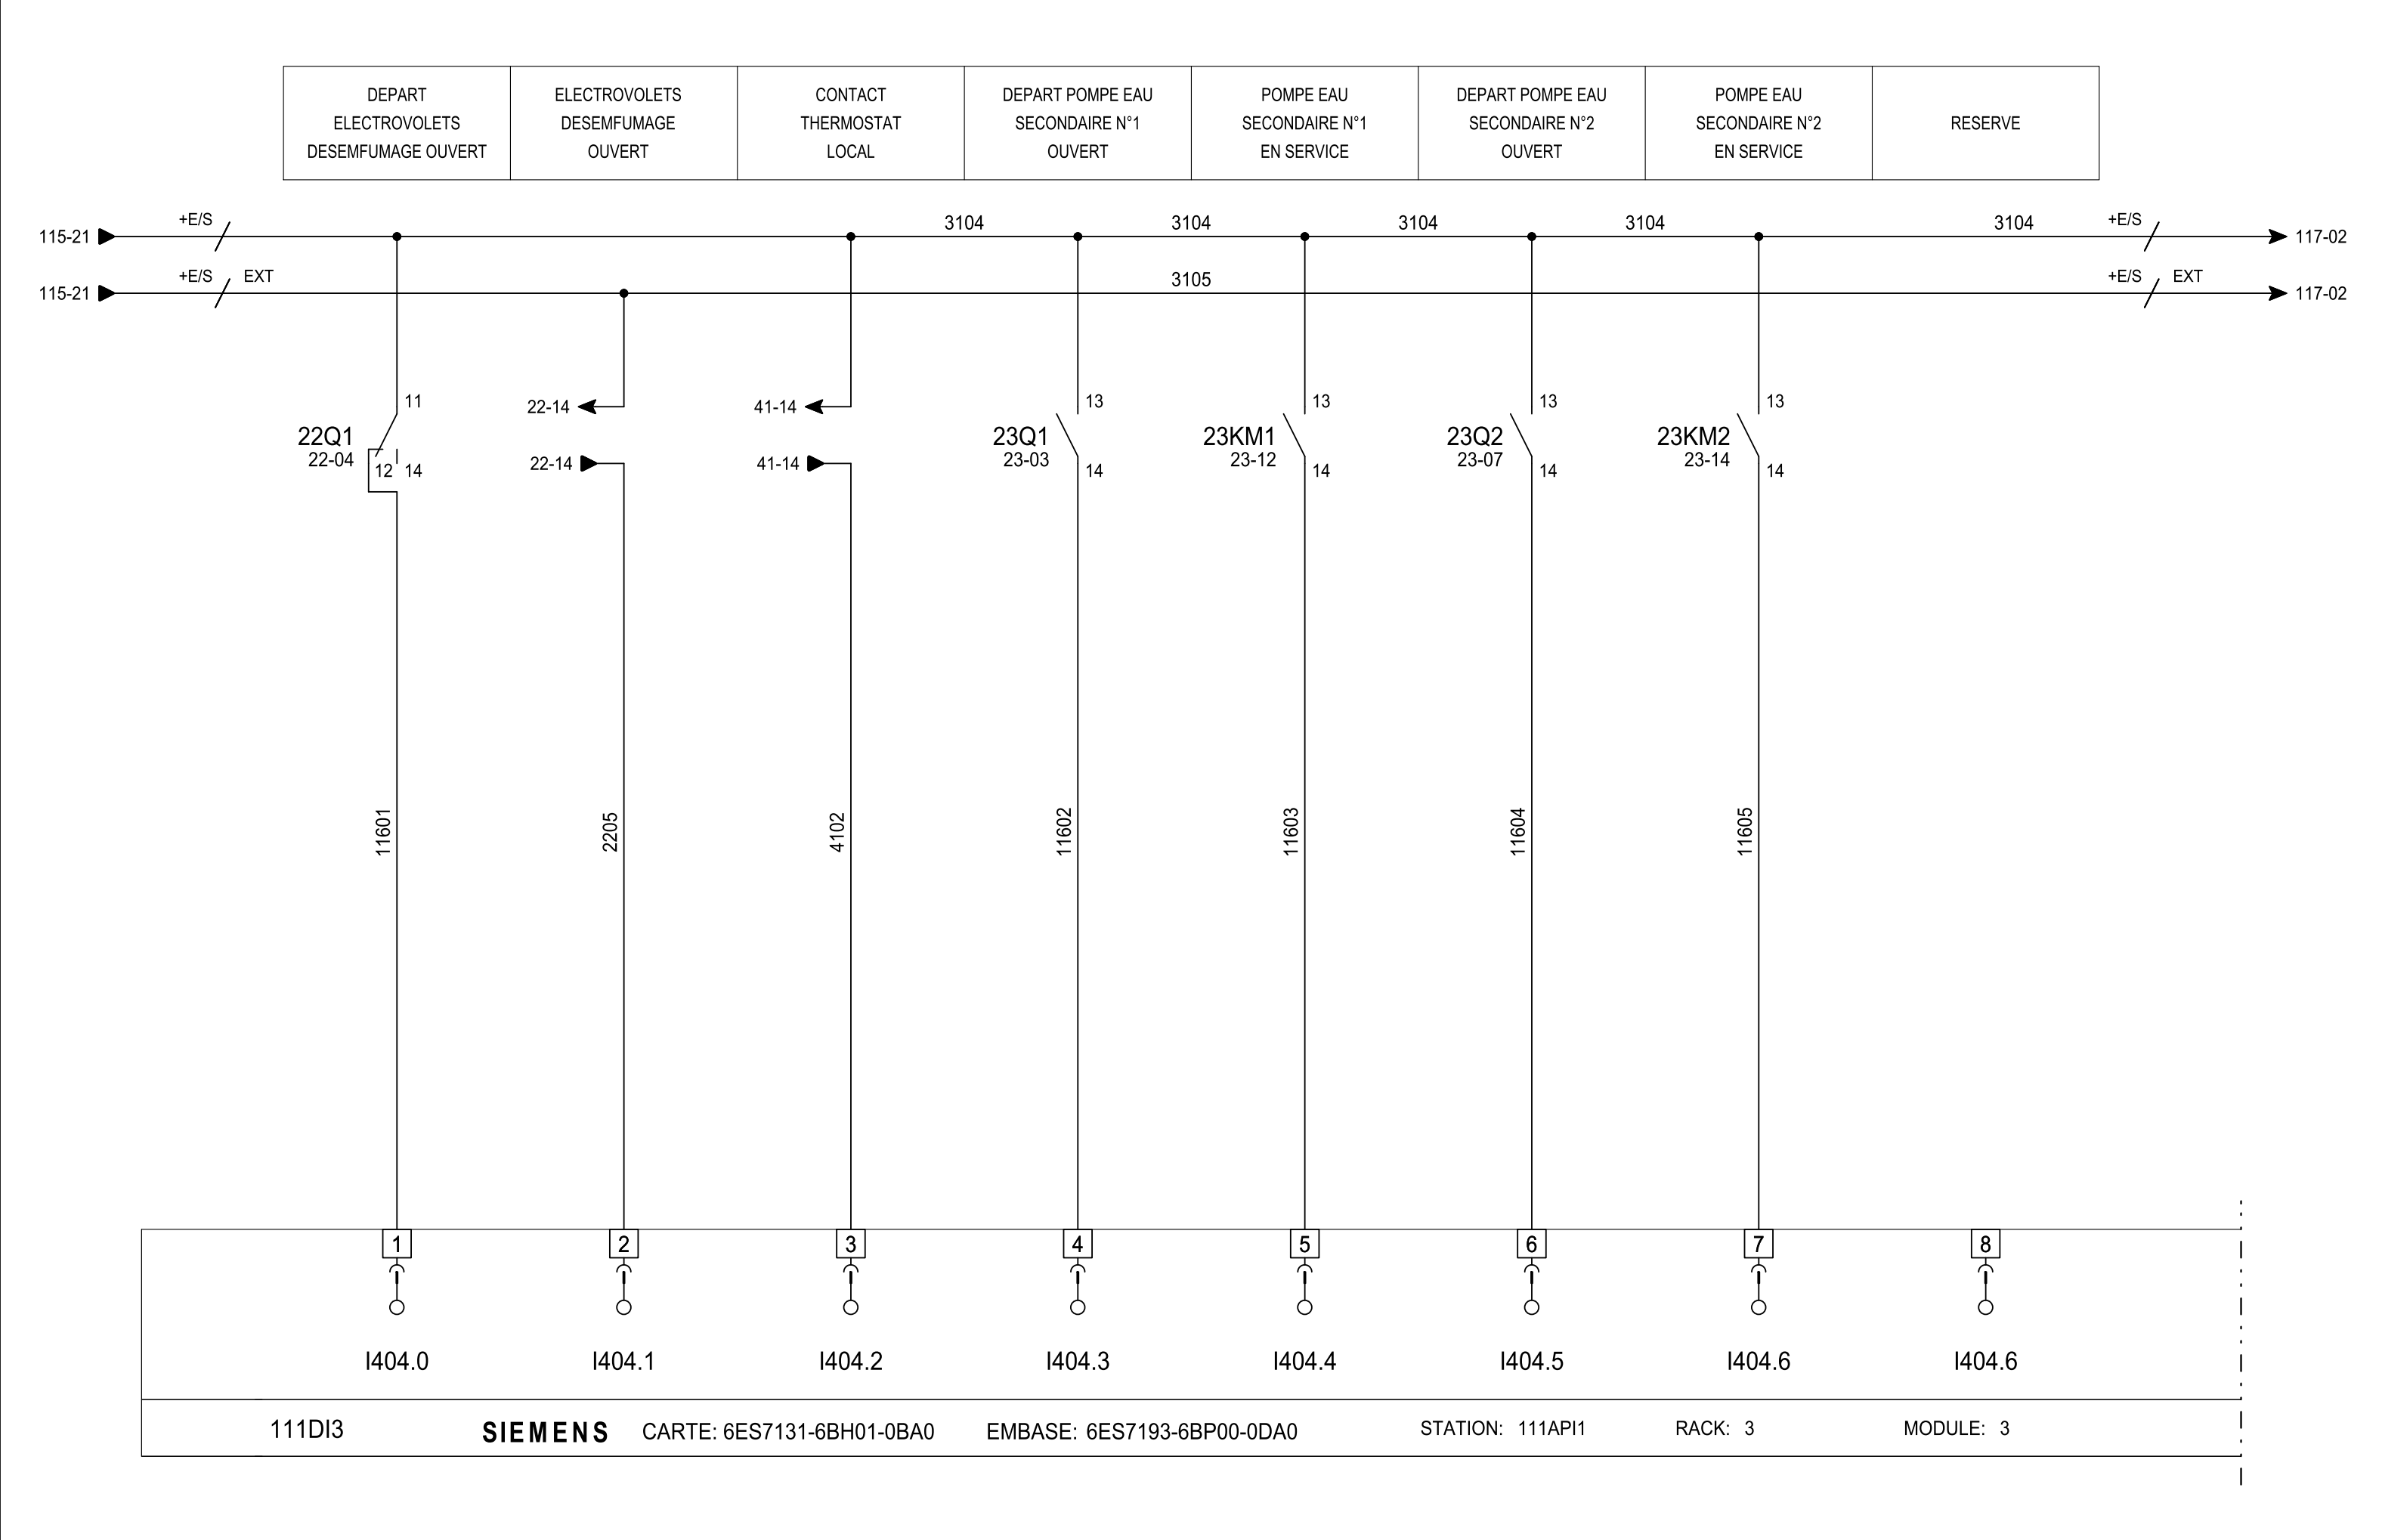 DEPART
ELECTROVOLETS
DESEMFUMAGE OUVERT
ELECTROVOLETS
DESEMFUMAGE
OUVERT
CONTACT
THERMOSTAT
LOCAL
DEPART POMPE EAU
SECONDAIRE N°1
OUVERT
POMPE EAU
SECONDAIRE N°1
EN SERVICE
DEPART POMPE EAU
SECONDAIRE N°2
OUVERT
POMPE EAU
SECONDAIRE N°2
EN SERVICE
RESERVE
115-21 +E/S 3104 3104 3104 3104 3104 +E/S 117-02
115-21 +E/S EXT 3105 +E/S EXT 117-02
11
22Q1
22-04
12 14
22-14
22-14
41-14
41-14
13
23Q1
23-03
14
13
23KM1
23-12
14
13
23Q2
23-07
14
13
23KM2
23-14
14
11601
2205
4102
11602
11603
11604
11605
1 2 3 4 5 6 7 8
I404.0 I404.1 I404.2 I404.3 I404.4 I404.5 I404.6 I404.6
111DI3 SIEMENS CARTE: 6ES7131-6BH01-0BA0 EMBASE: 6ES7193-6BP00-0DA0 STATION: 111API1 RACK: 3 MODULE: 3